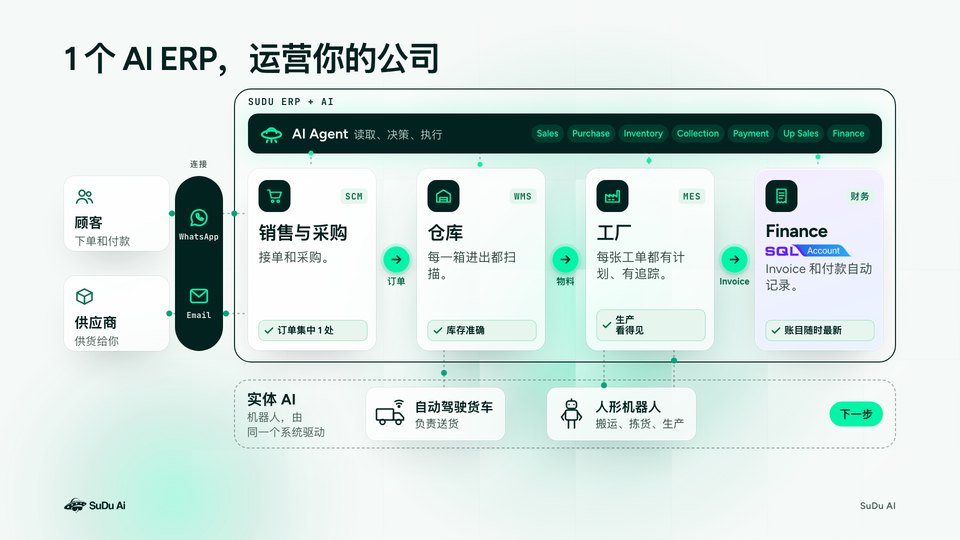 1 个 AI ERP，运营你的公司
SUDU ERP + AI
AI Agent 读取、决策、执行
Sales
Purchase
Inventory
Collection
Payment
Up Sales
Finance
连接
顾客
下单和付款
供应商
供货给你
WhatsApp
Email
SCM
销售与采购
接单和采购。
订单集中 1 处
订单
WMS
仓库
每一箱进出都扫
描。
库存准确
物料
MES
工厂
每张工单都有计
划、有追踪。
生产
看得见
Invoice
财务
Finance
SQL Account
Invoice 和付款自动
记录。
账目随时最新
实体 AI
机器人，由
同一个系统驱动
自动驾驶货车
负责送货
人形机器人
搬运、拣货、生产
下一步
SuDu Ai
SuDu AI